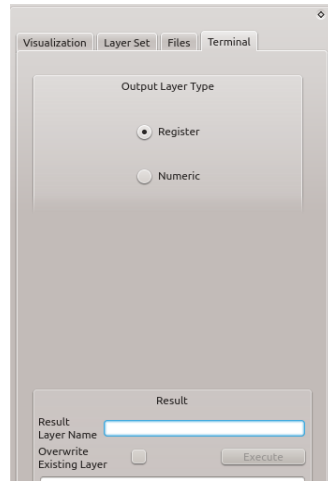 Visualization Layer Set Files Terminal
Output Layer Type
Register
Numeric
Result
Result
Layer Name
Overwrite
Existing Layer
Execute